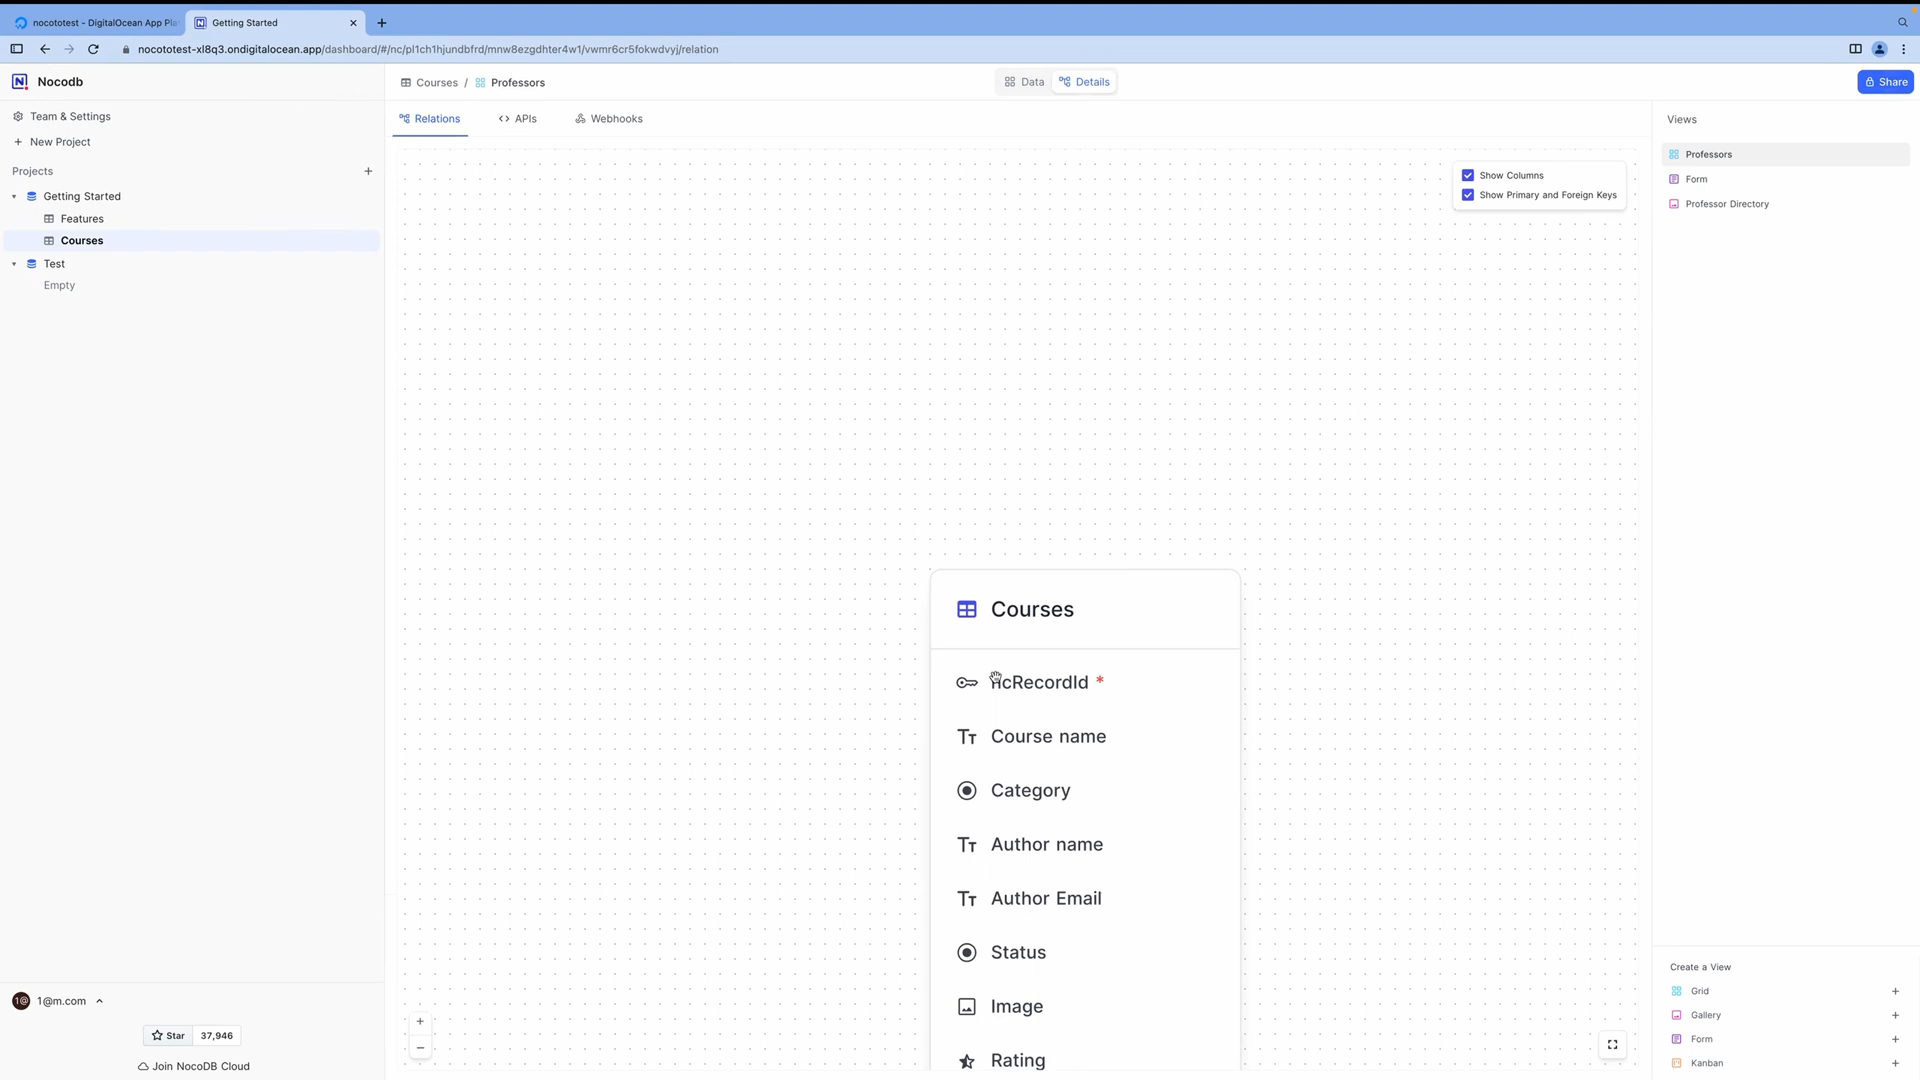 nocototest - DigitalOcean App Pla
Getting Started
nocototest-xl8q3.ondigitalocean.app/dashboard/#/nc/pl1ch1hjundbfrd/mnw8ezgdhter4w1/vwmr6cr5fokwdvyj/relation
Nocodb
Courses / Professors
Data
Details
Share
Team & Settings
New Project
Projects
Getting Started
Features
Courses
Test
Empty
Relations
APIs
Webhooks
Show Columns
Show Primary and Foreign Keys
Views
Professors
Form
Professor Directory
Courses
ncRecordId *
Course name
Category
Author name
Author Email
Status
Image
Rating
Create a View
Grid
Gallery
Form
Kanban
1@ 1@m.com
Star 37,946
Join NocoDB Cloud